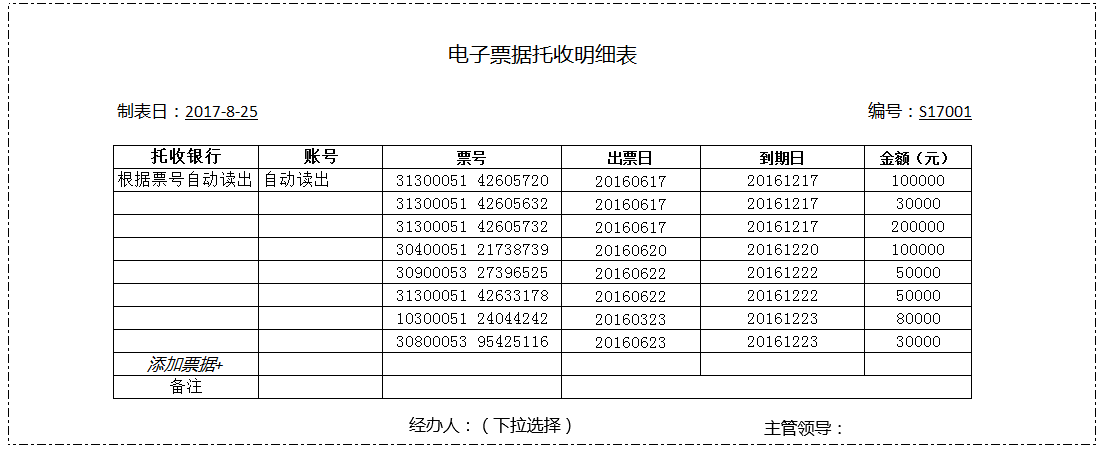 电子票据托收明细表
制表日：2017-8-25 编号：S17001
托收银行 账号 票号 出票日 到期日 金额（元）
根据票号自动读出 自动读出 31300051 42605720 20160617 20161217 100000
31300051 42605632 20160617 20161217 30000
31300051 42605732 20160617 20161217 200000
30400051 21738739 20160620 20161220 100000
30900053 27396525 20160622 20161222 50000
31300051 42633178 20160622 20161222 50000
10300051 24044242 20160323 20161223 80000
30800053 95425116 20160623 20161223 30000
添加票据+
备注
经办人：（下拉选择） 主管领导：